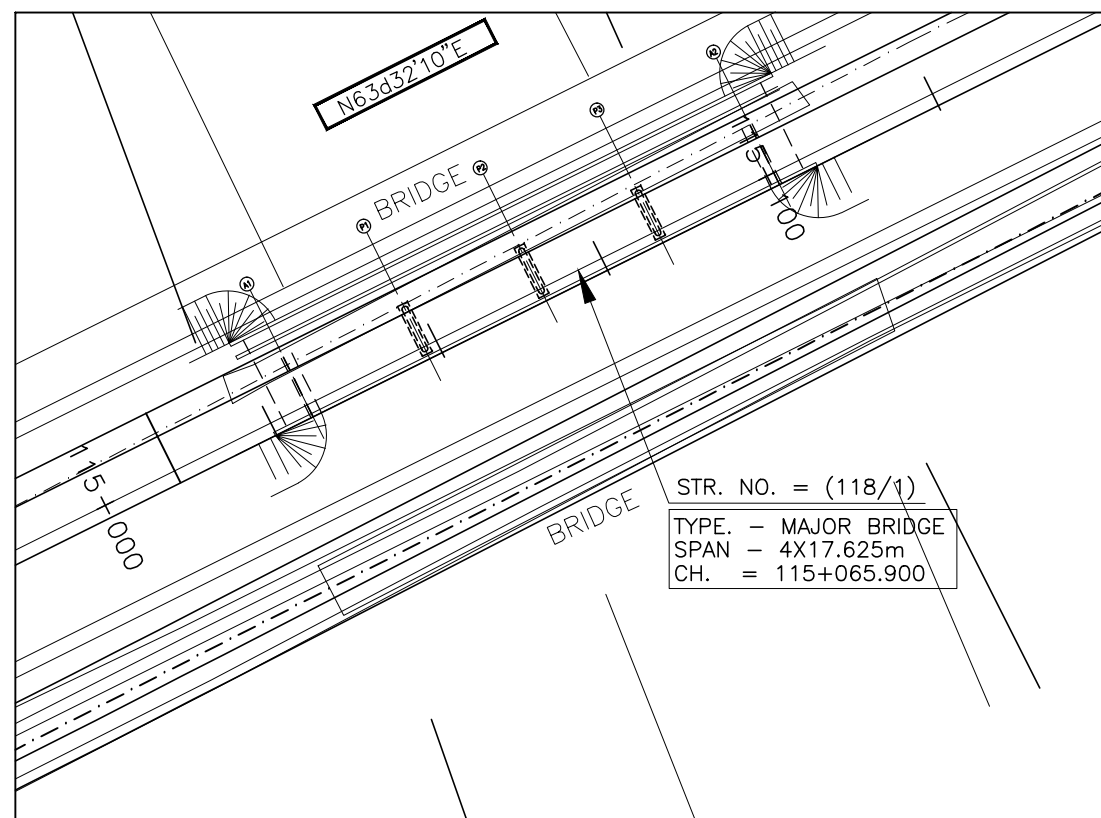 N63d32'10"E
A2
P3
BRIDGE
P2
P1
A1
115-000
BRIDGE
STR. NO. = (118/1)
TYPE. - MAJOR BRIDGE
SPAN - 4X17.625m
CH. = 115+065.900